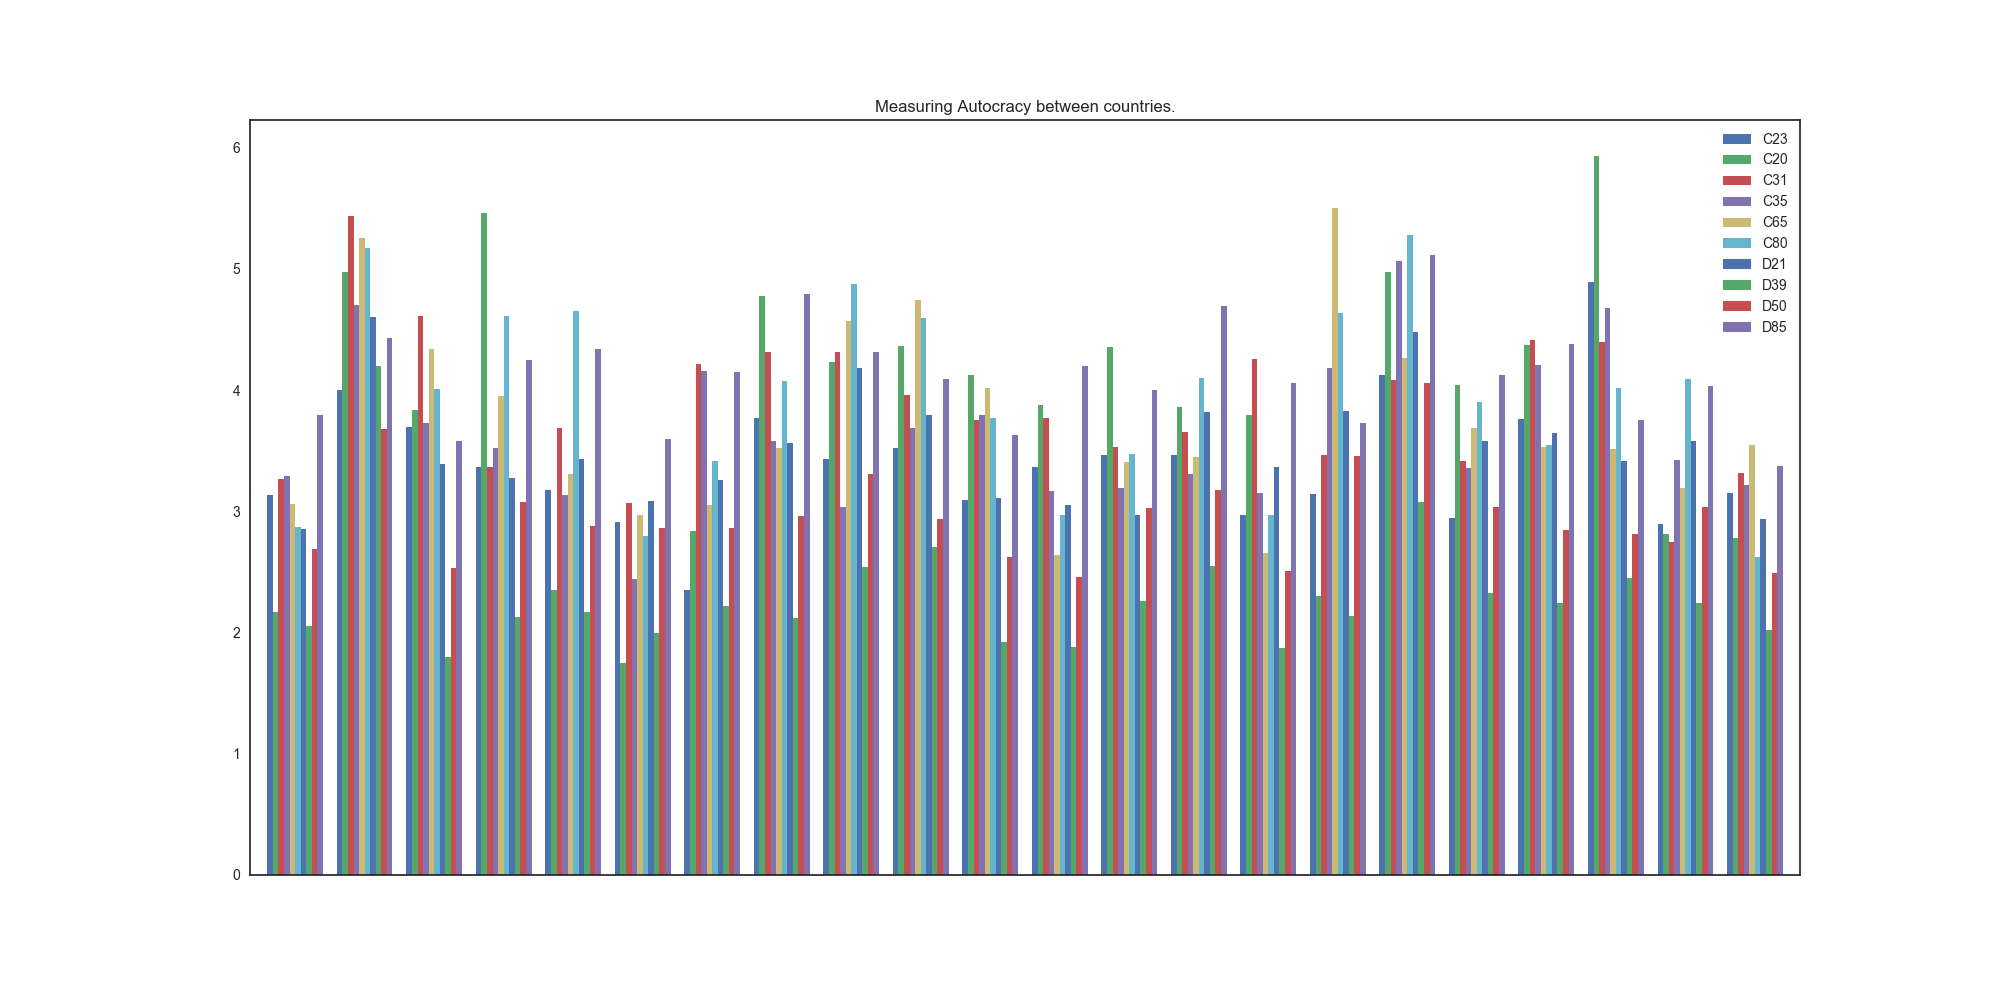 Measuring Autocracy between countries.
6
5
4
3
2
1
0
C23
C20
C31
C35
C65
C80
D21
D39
D50
D85